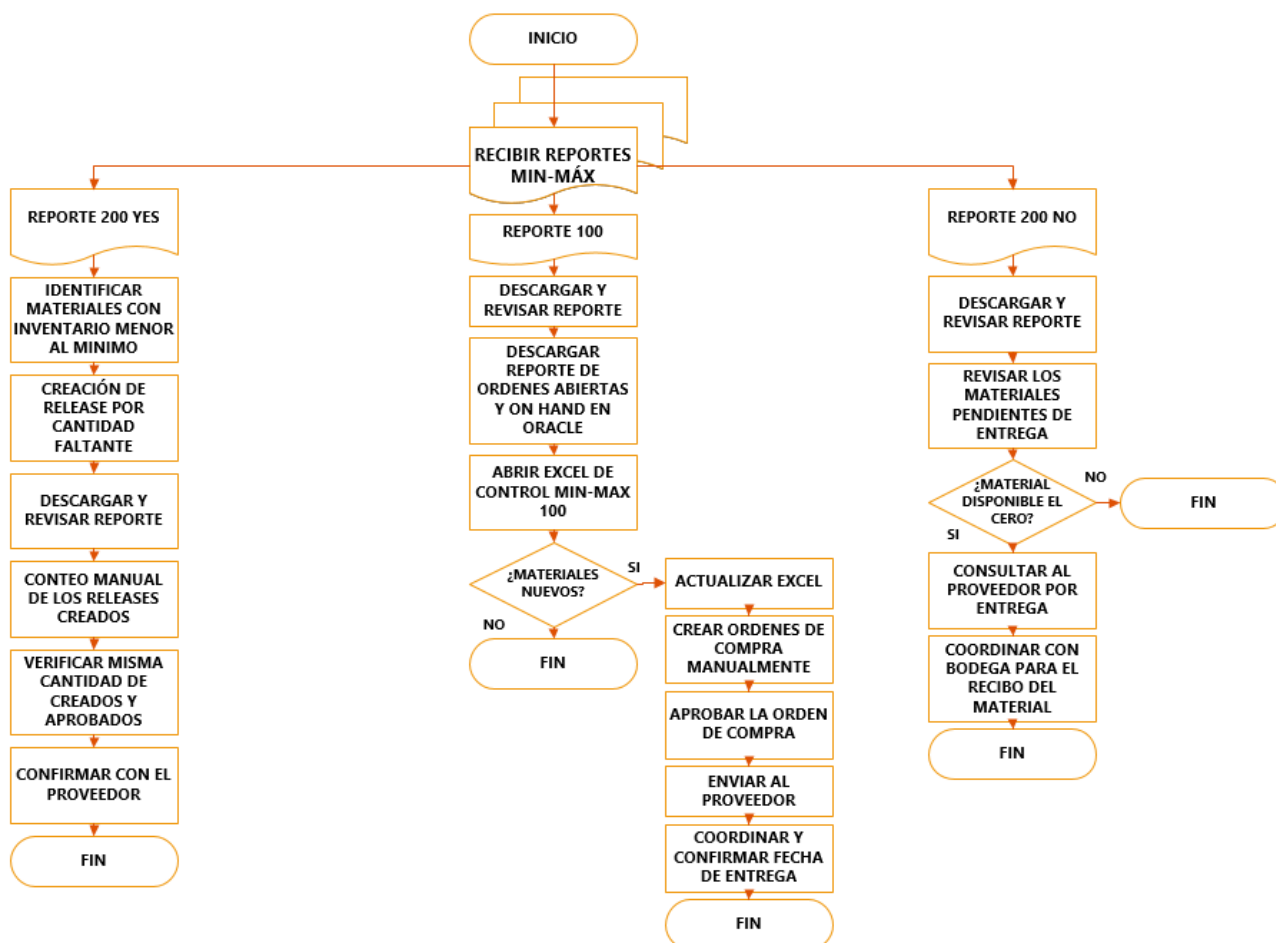 INICIO
RECIBIR REPORTES
MIN-MÁX
REPORTE 200 YES
IDENTIFICAR
MATERIALES CON
INVENTARIO MENOR
AL MINIMO
CREACIÓN DE
RELEASE POR
CANTIDAD
FALTANTE
DESCARGAR Y
REVISAR REPORTE
CONTEO MANUAL
DE LOS RELEASES
CREADOS
VERIFICAR MISMA
CANTIDAD DE
CREADOS Y
APROBADOS
CONFIRMAR CON EL
PROVEEDOR
FIN
REPORTE 100
DESCARGAR Y
REVISAR REPORTE
DESCARGAR
REPORTE DE
ORDENES ABIERTAS
Y ON HAND EN
ORACLE
ABRIR EXCEL DE
CONTROL MIN-MAX
100
¿MATERIALES
NUEVOS?
SI
NO
FIN
ACTUALIZAR EXCEL
CREAR ORDENES DE
COMPRA
MANUALMENTE
APROBAR LA ORDEN
DE COMPRA
ENVIAR AL
PROVEEDOR
COORDINAR Y
CONFIRMAR FECHA
DE ENTREGA
FIN
REPORTE 200 NO
DESCARGAR Y
REVISAR REPORTE
REVISAR LOS
MATERIALES
PENDIENTES DE
ENTREGA
¿MATERIAL
DISPONIBLE EL
CERO?
NO
FIN
SI
CONSULTAR AL
PROVEEDOR POR
ENTREGA
COORDINAR CON
BODEGA PARA EL
RECIBO DEL
MATERIAL
FIN